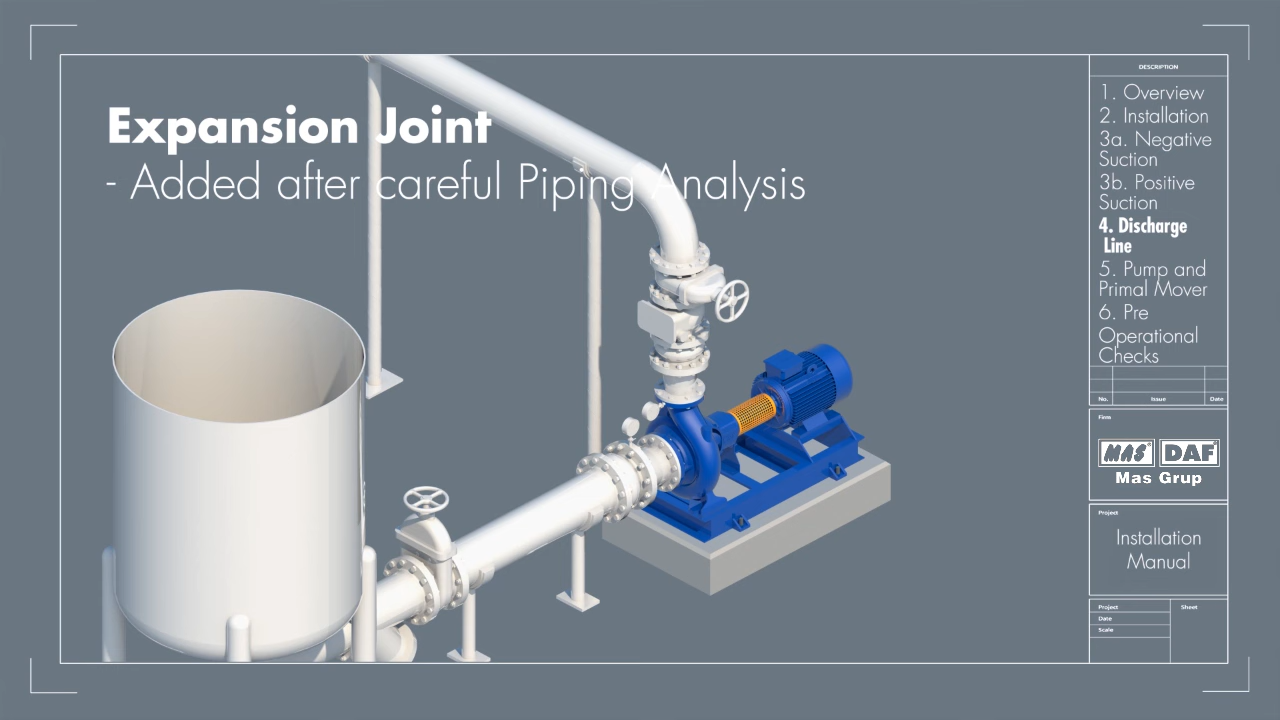 Expansion Joint
- Added after careful Piping Analysis
DESCRIPTION
1. Overview
2. Installation
3a. Negative
Suction
3b. Positive
Suction
4. Discharge
Line
5. Pump and
Primal Mover
6. Pre
Operational
Checks
No. Issue Date
Firm
MAS DAF
Mas Grup
Project
Installation
Manual
Project Sheet
Date
Scale